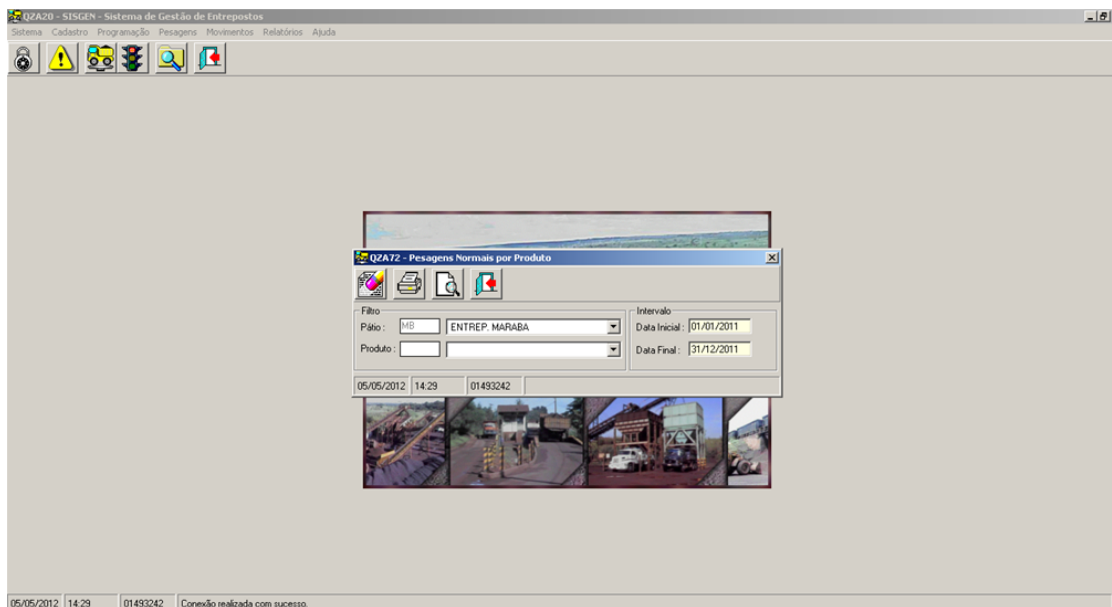 QZA20 - SISGEN - Sistema de Gestão de Entrepostos
Sistema Cadastro Programação Pesagens Movimentos Relatórios Ajuda
QZA72 - Pesagens Normais por Produto
Filtro
Pátio : MB ENTREP. MARABA
Produto :
Intervalo
Data Inicial : 01/01/2011
Data Final : 31/12/2011
05/05/2012 14:29 01493242
05/05/2012 14:29 01493242 Conexão realizada com sucesso.